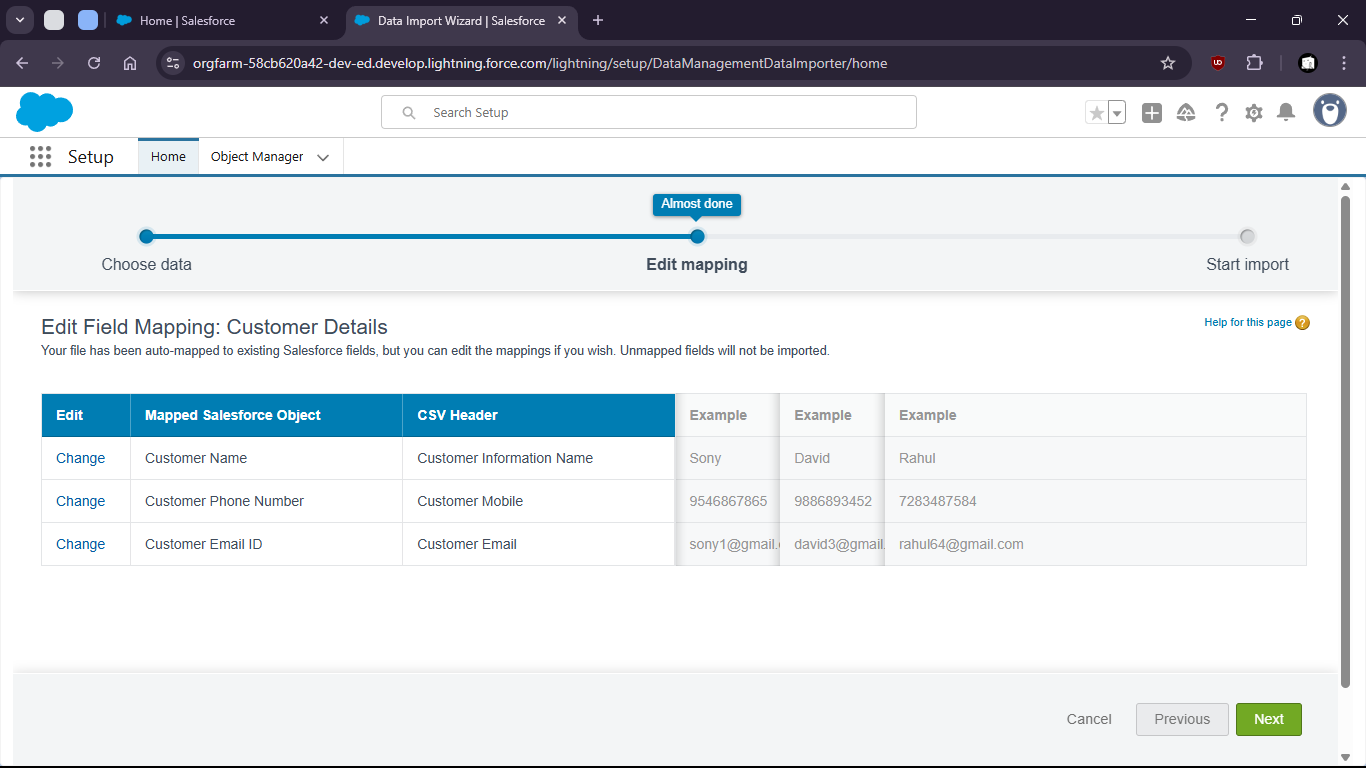 Home | Salesforce
Data Import Wizard | Salesforce
orgfarm-58cb620a42-dev-ed.develop.lightning.force.com/lightning/setup/DataManagementDataImporter/home
Search Setup
Setup
Home
Object Manager
Almost done
Choose data
Edit mapping
Start import
Edit Field Mapping: Customer Details
Help for this page ?
Your file has been auto-mapped to existing Salesforce fields, but you can edit the mappings if you wish. Unmapped fields will not be imported.
Edit Mapped Salesforce Object CSV Header Example Example Example
Change Customer Name Customer Information Name Sony David Rahul
Change Customer Phone Number Customer Mobile 9546867865 9886893452 7283487584
Change Customer Email ID Customer Email sony1@gmail. david3@gmail. rahul64@gmail.com
Cancel Previous Next